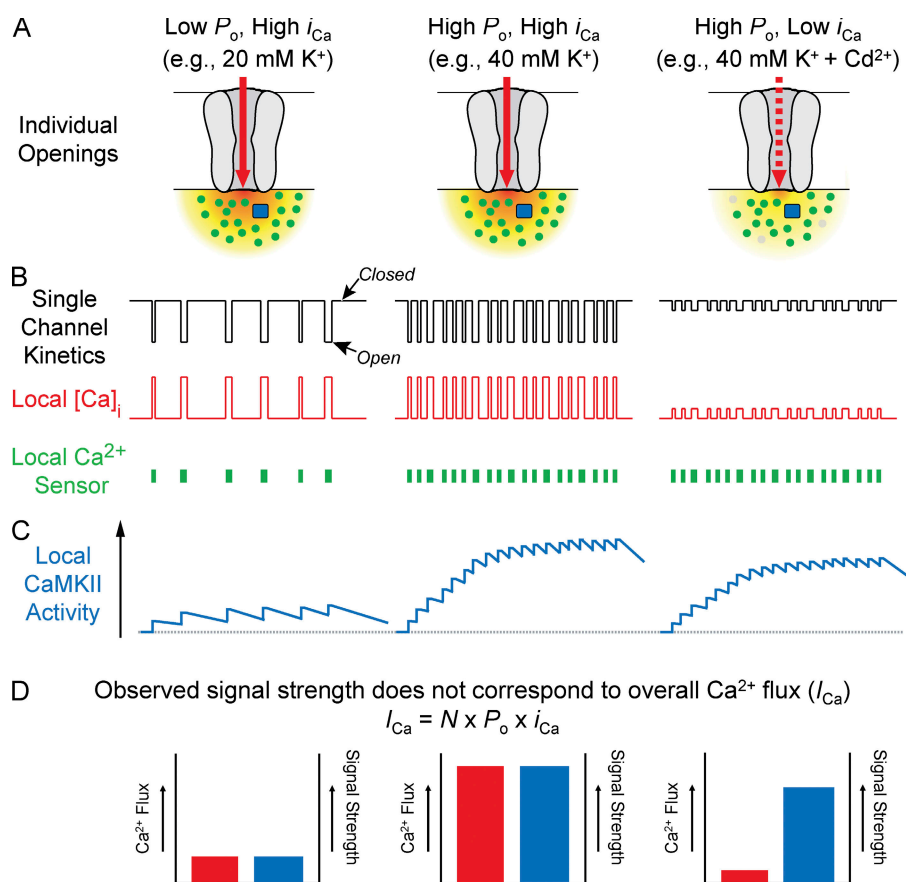 A
Low Po, High iCa
(e.g., 20 mM K+)
High Po, High iCa
(e.g., 40 mM K+)
High Po, Low iCa
(e.g., 40 mM K+ + Cd2+)
Individual
Openings
B
Single
Channel
Kinetics
Closed
Open
Local [Ca]i
Local Ca2+
Sensor
C
Local
CaMKII
Activity
D
Observed signal strength does not correspond to overall Ca2+ flux (ICa)
ICa = N x Po x iCa
Ca2+ Flux
Signal Strength
Ca2+ Flux
Signal Strength
Ca2+ Flux
Signal Strength